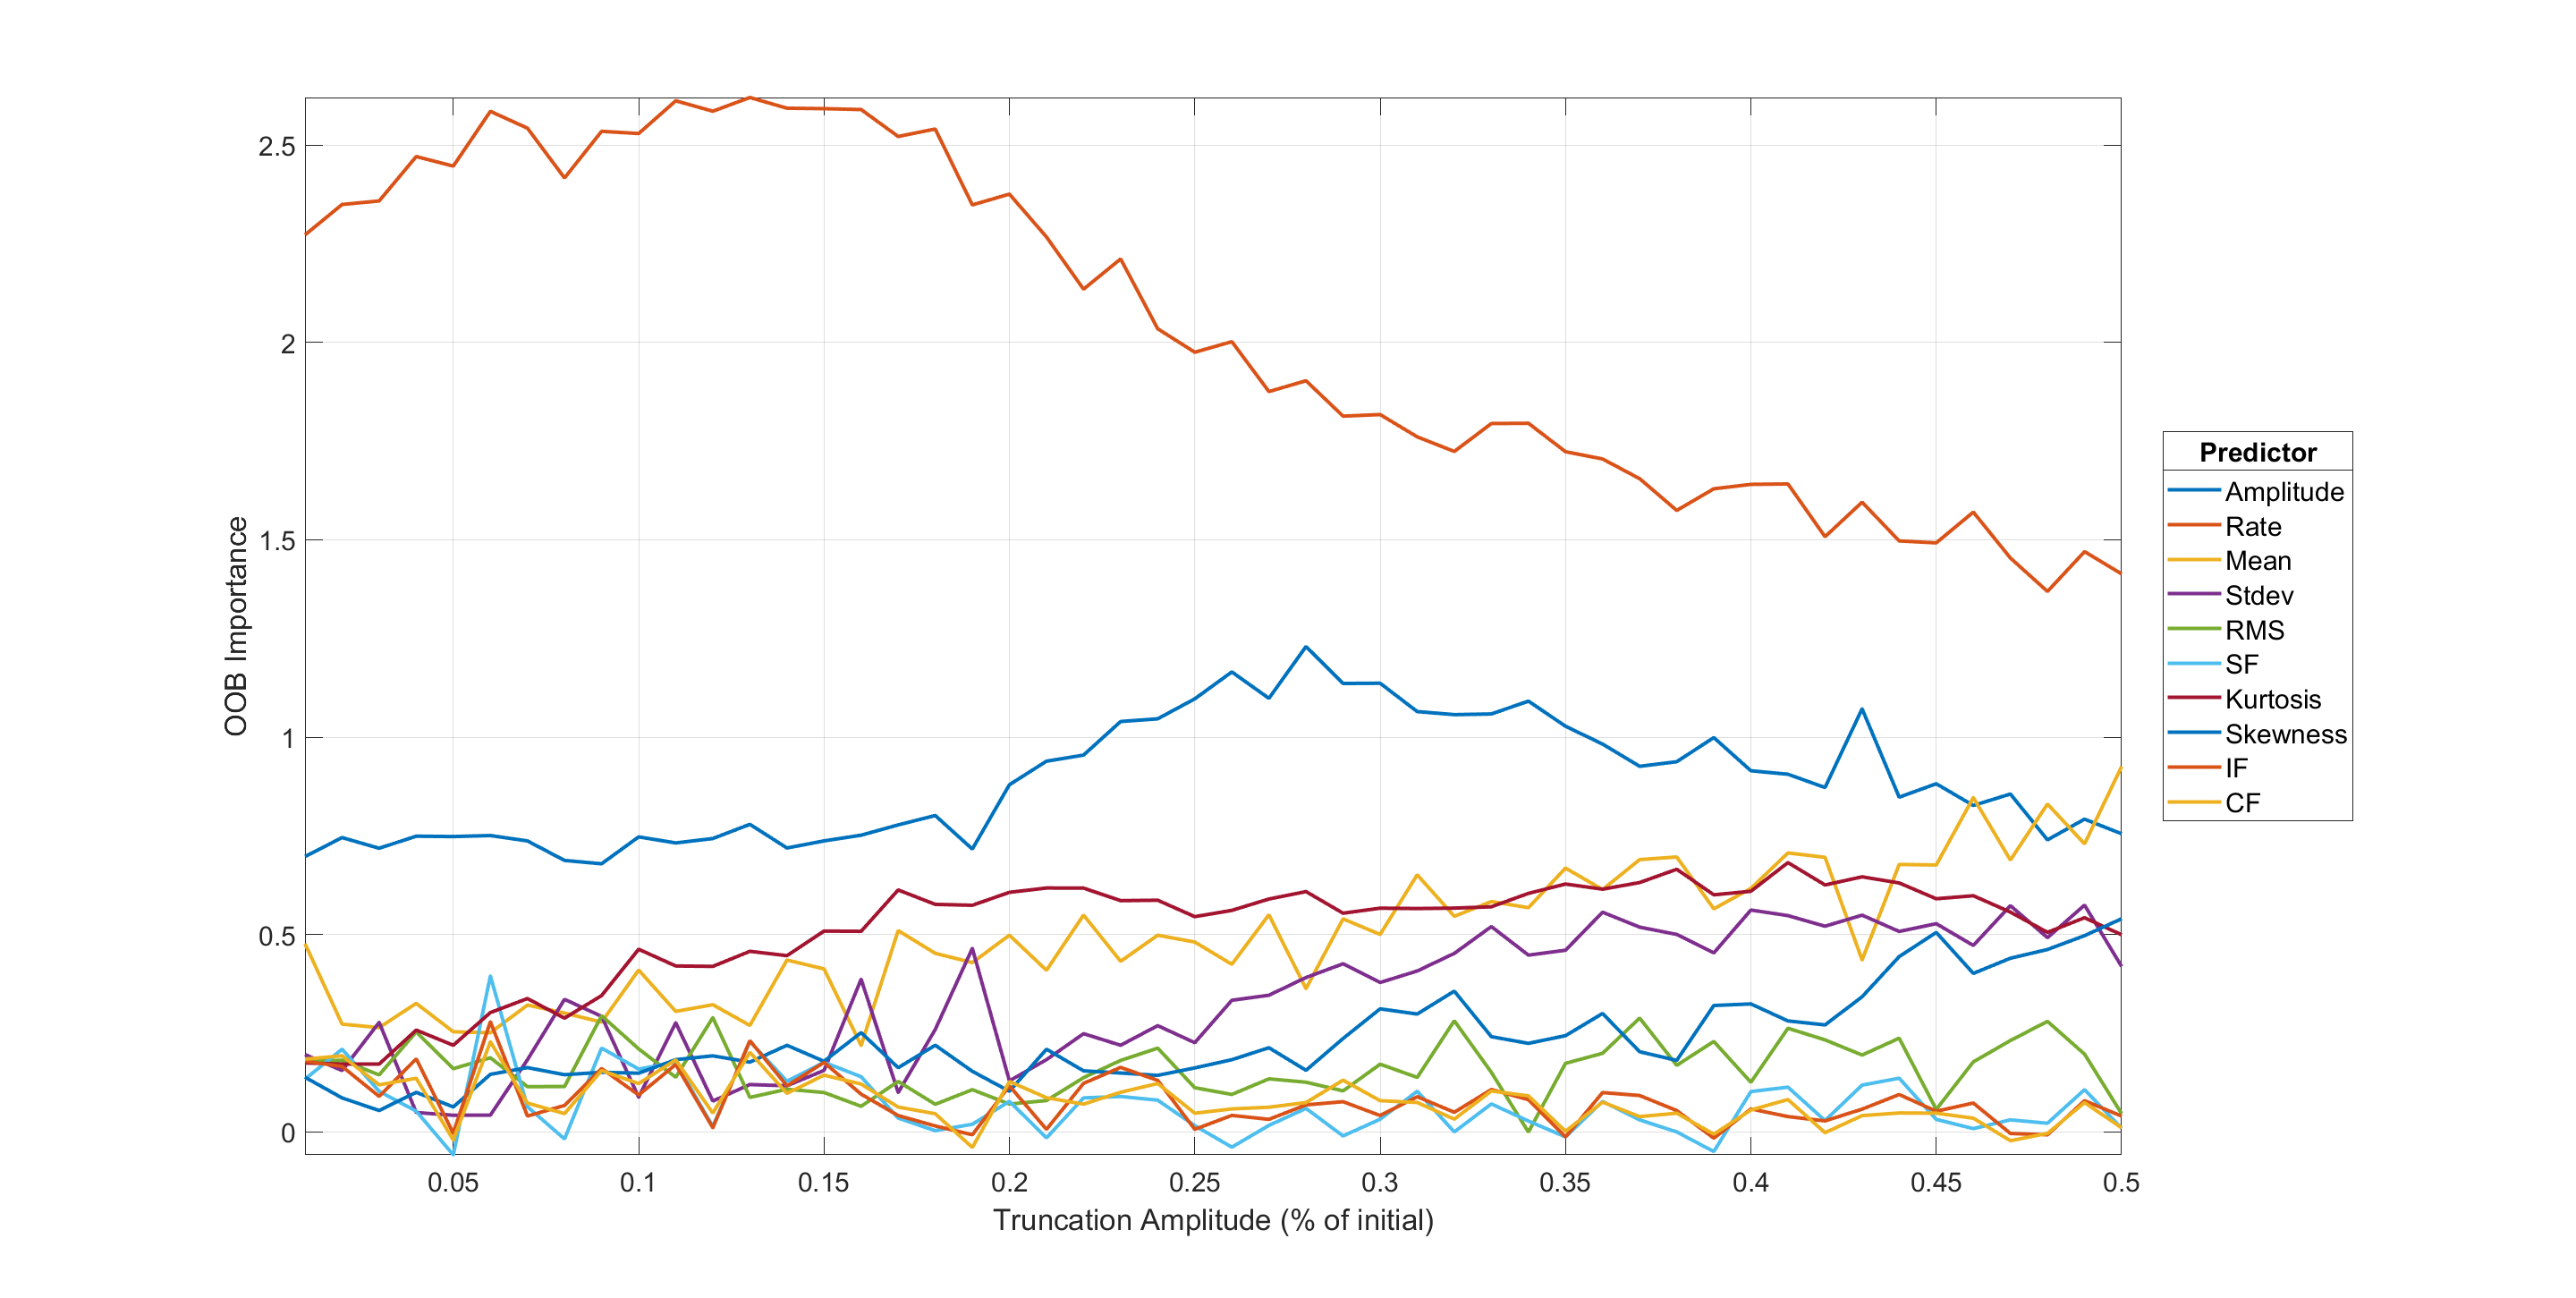 2.5
2
1.5
1
0.5
0
OOB Importance
0.05 0.1 0.15 0.2 0.25 0.3 0.35 0.4 0.45 0.5
Truncation Amplitude (% of initial)
Predictor
Amplitude
Rate
Mean
Stdev
RMS
SF
Kurtosis
Skewness
IF
CF